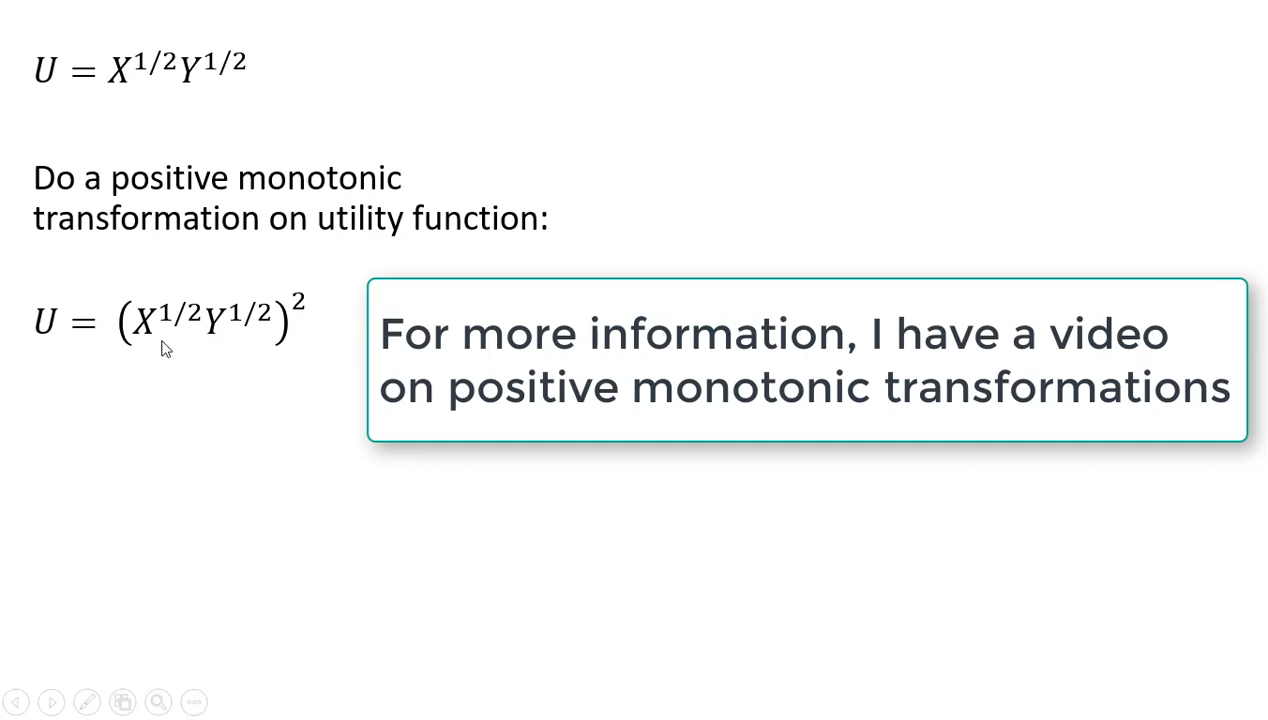 U = X^{1/2}Y^{1/2}
Do a positive monotonic
transformation on utility function:
U = (X^{1/2}Y^{1/2})^2
For more information, I have a video
on positive monotonic transformations